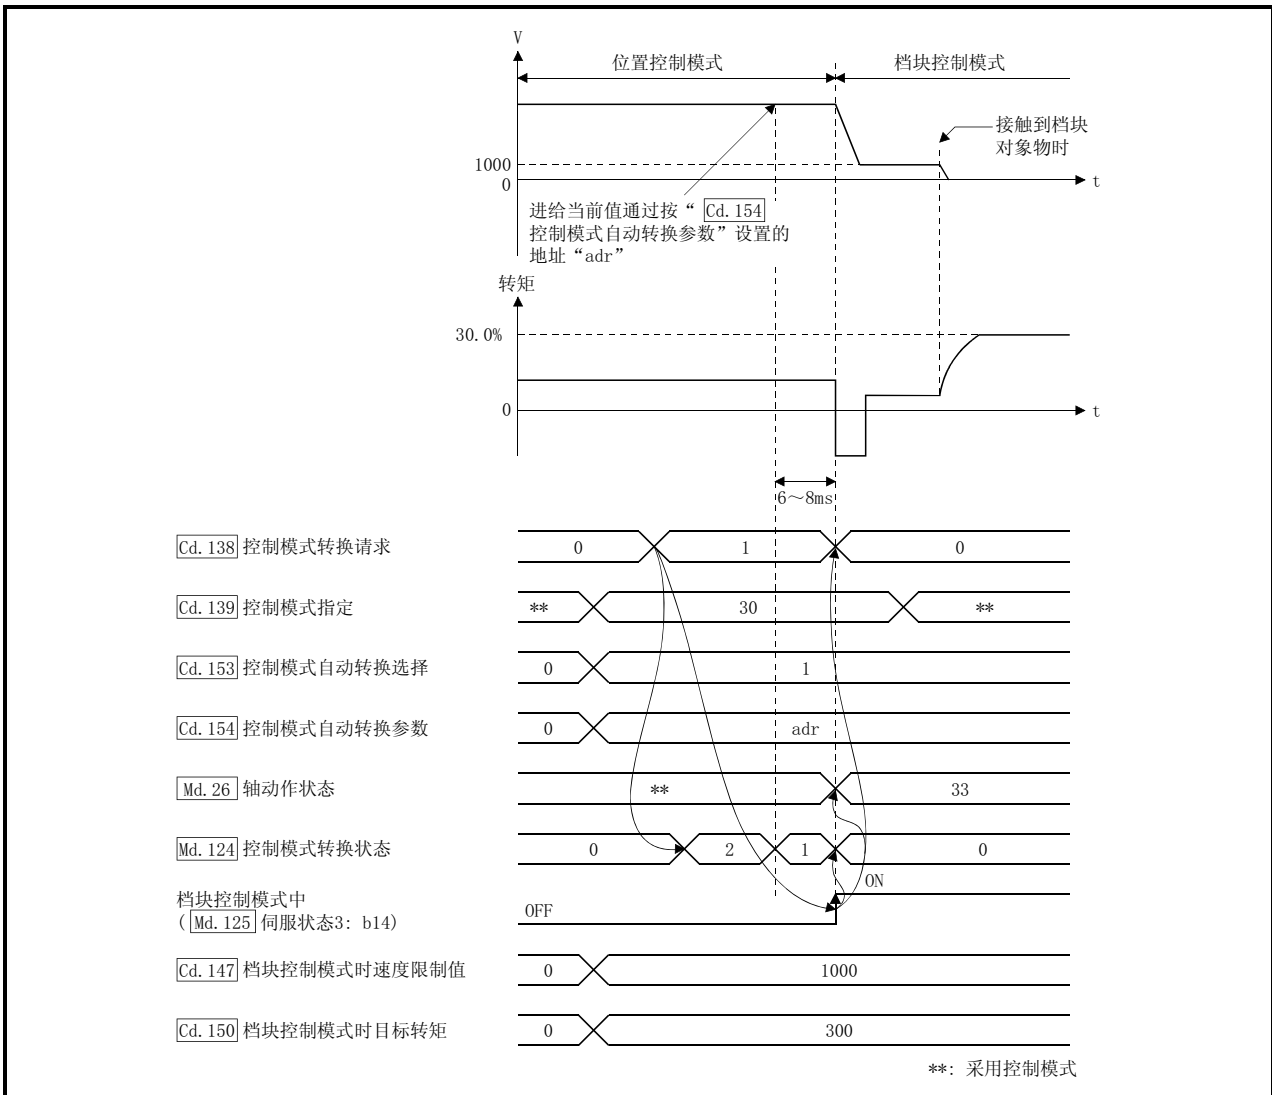 V
位置控制模式 档块控制模式
接触到档块
对象物时
1000
0
t
进给当前值通过按“ Cd.154
控制模式自动转换参数”设置的
地址“adr”
转矩
30.0%
0
t
6～8ms
Cd.138 控制模式转换请求 0 1 0
Cd.139 控制模式指定 ** 30 **
Cd.153 控制模式自动转换选择 0 1
Cd.154 控制模式自动转换参数 0 adr
Md.26 轴动作状态 ** 33
Md.124 控制模式转换状态 0 2 1 0
档块控制模式中
( Md.125 伺服状态3: b14) OFF ON
Cd.147 档块控制模式时速度限制值 0 1000
Cd.150 档块控制模式时目标转矩 0 300
**: 采用控制模式